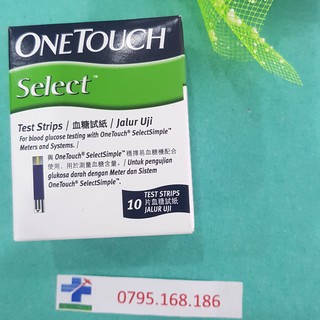 ONETOUCH
Select™
Test Strips / 血糖試紙 / Jalur Uji
For blood glucose testing with OneTouch® SelectSimple™
Meters and Systems. /
與 OneTouch® SelectSimple™ 穩擇易血糖機配合
使用，用於測量血糖含量。/ Untuk pengujian
glukosa darah dengan Meter dan Sistem
OneTouch® SelectSimple™.
10 TEST STRIPS
片血糖試紙
JALUR UJI
0795.168.186